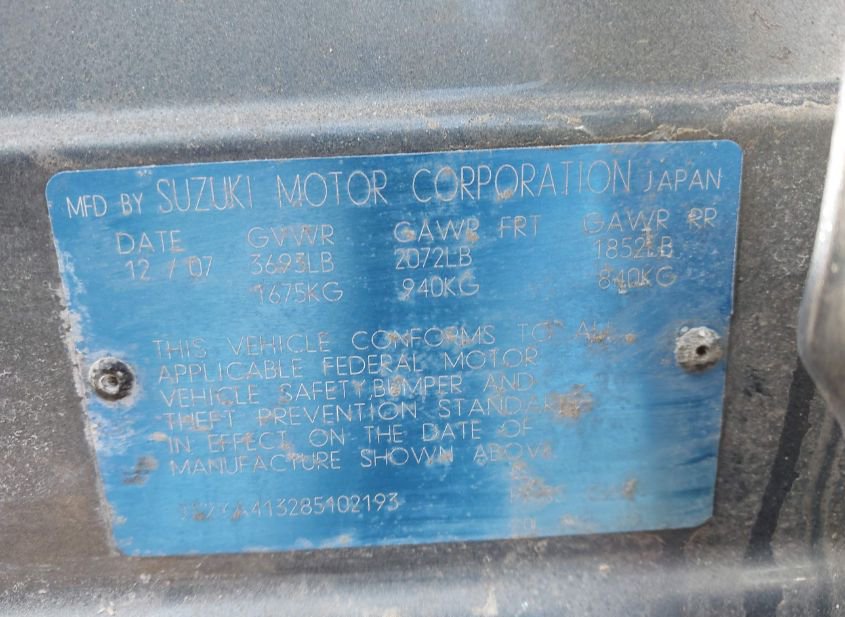 MFD BY SUZUKI MOTOR CORPORATION JAPAN
DATE GVWR GAWR FRT GAWR RR
12 / 07 3693LB 2072LB 1852LB
1675KG 940KG 840KG
THIS VEHICLE CONFORMS TO ALL
APPLICABLE FEDERAL MOTOR
VEHICLE SAFETY,BUMPER AND
THEFT PREVENTION STANDARDS
IN EFFECT ON THE DATE OF
MANUFACTURE SHOWN ABOVE.